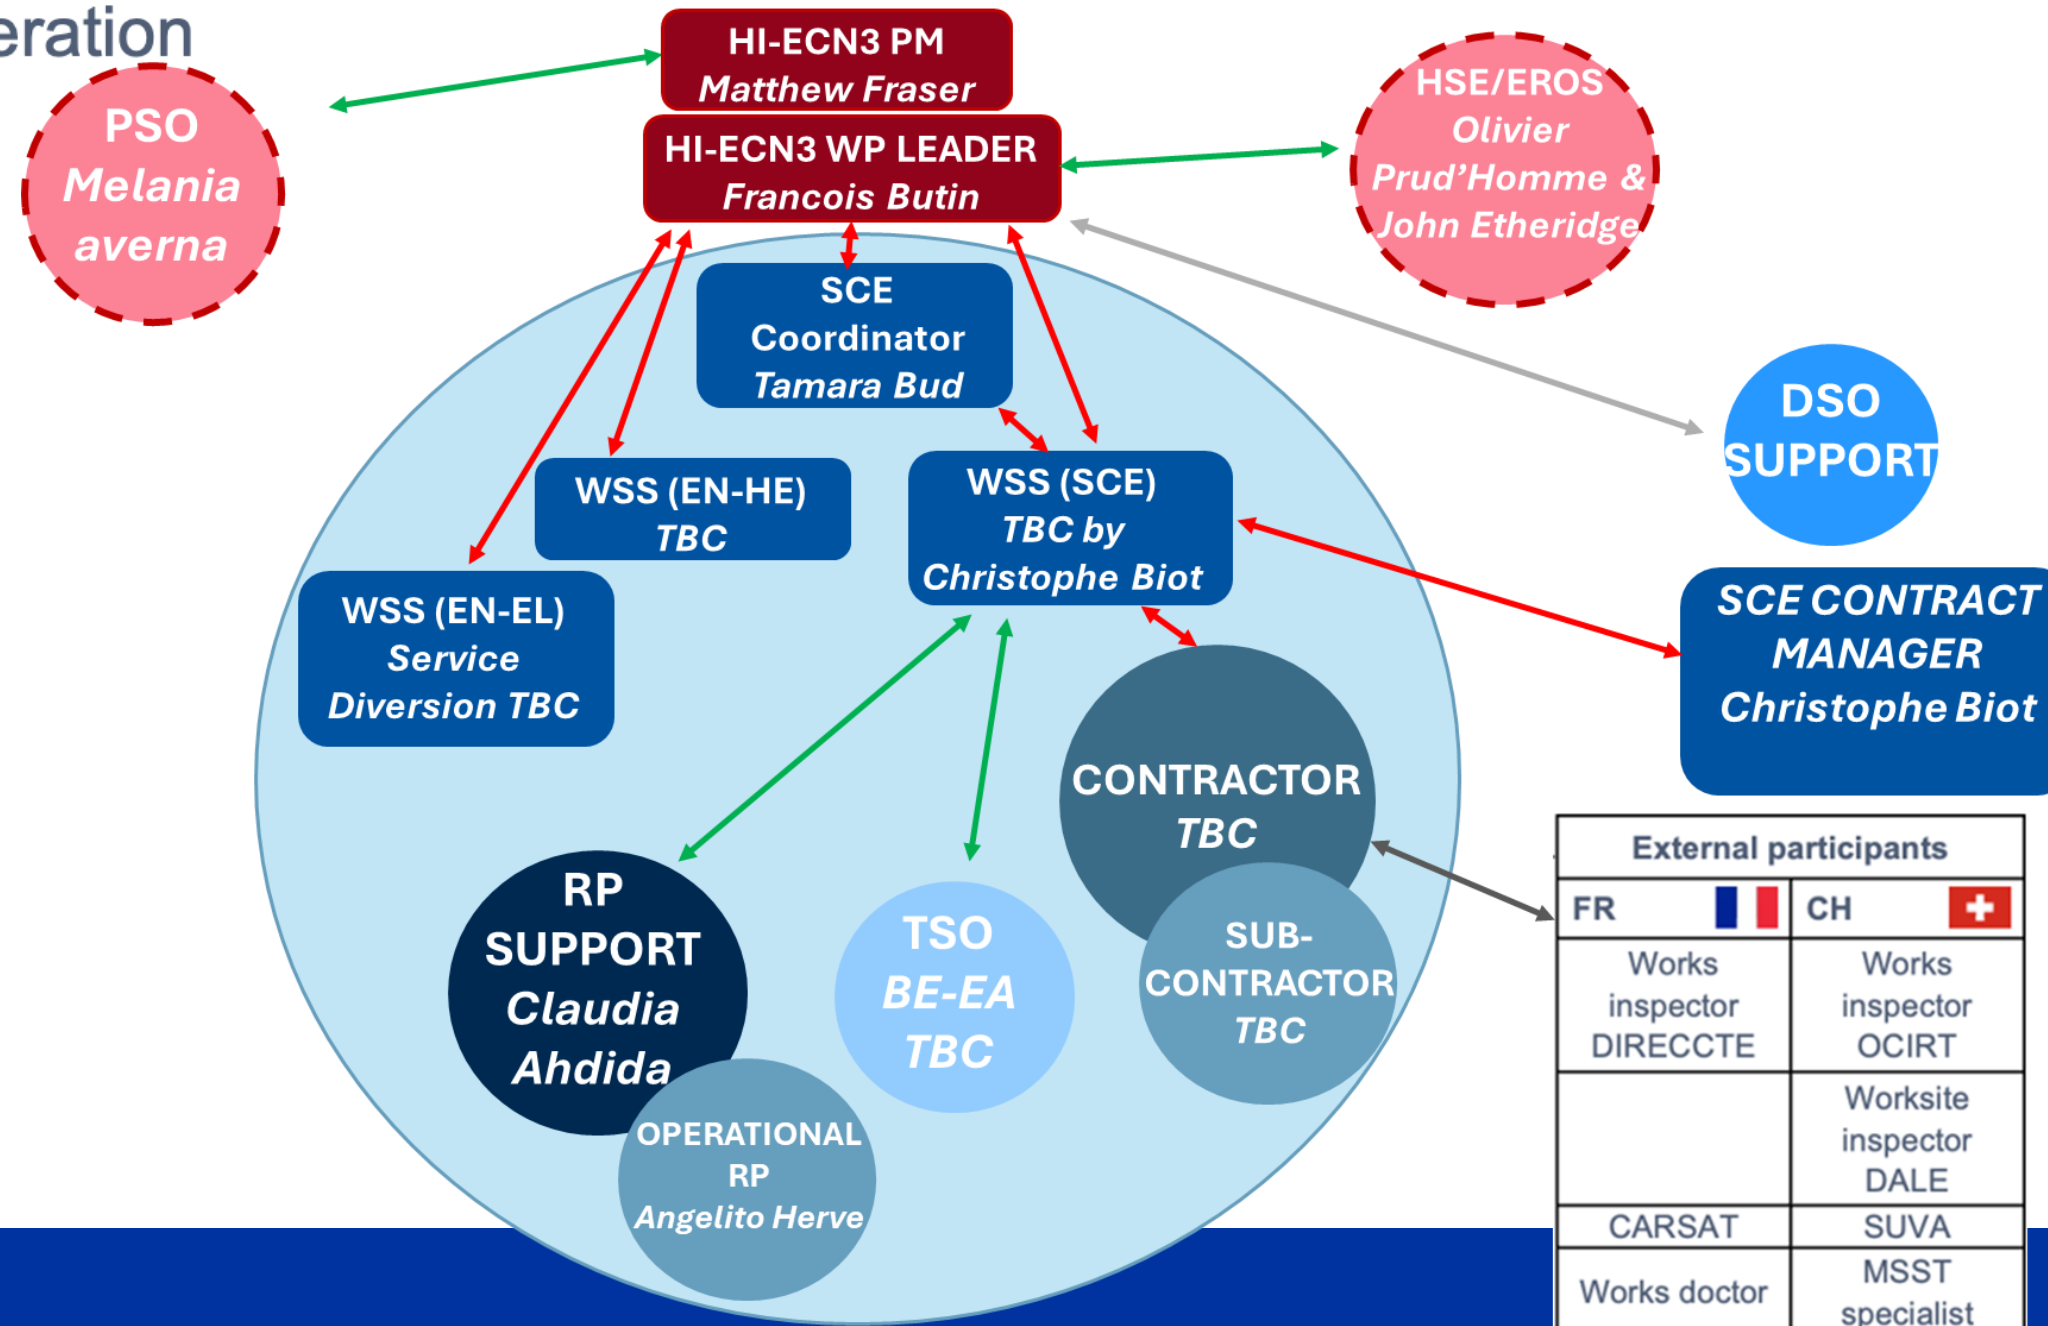 eration
HI-ECN3 PM
Matthew Fraser
HI-ECN3 WP LEADER
Francois Butin
PSO
Melania
averna
HSE/EROS
Olivier
Prud’Homme &
John Etheridge
SCE
Coordinator
Tamara Bud
DSO
SUPPORT
WSS (EN-HE)
TBC
WSS (SCE)
TBC by
Christophe Biot
WSS (EN-EL)
Service
Diversion TBC
SCE CONTRACT
MANAGER
Christophe Biot
CONTRACTOR
TBC
SUB-
CONTRACTOR
TBC
RP
SUPPORT
Claudia
Ahdida
TSO
BE-EA
TBC
OPERATIONAL
RP
Angelito Herve
External participants
FR
CH
Works
inspector
DIRECCTE
Works
inspector
OCIRT
Worksite
inspector
DALE
CARSAT
SUVA
Works doctor
MSST
specialist